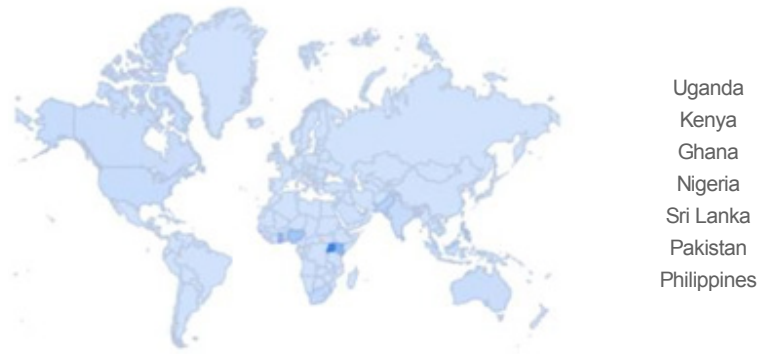 Uganda
Kenya
Ghana
Nigeria
Sri Lanka
Pakistan
Philippines